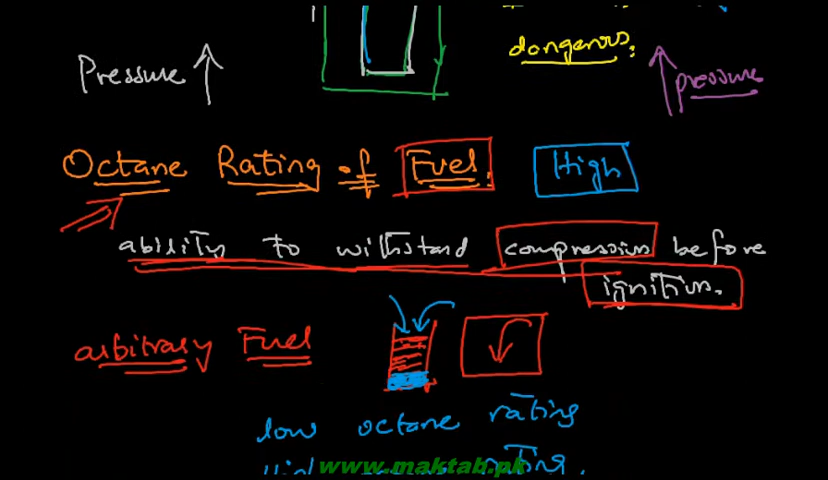 dangerous.
Pressure
pressure
Octane Rating of Fuel. High
ability to withstand compression before
ignition.
arbitrary Fuel
low octane rating
rating.
www.maktab.pk